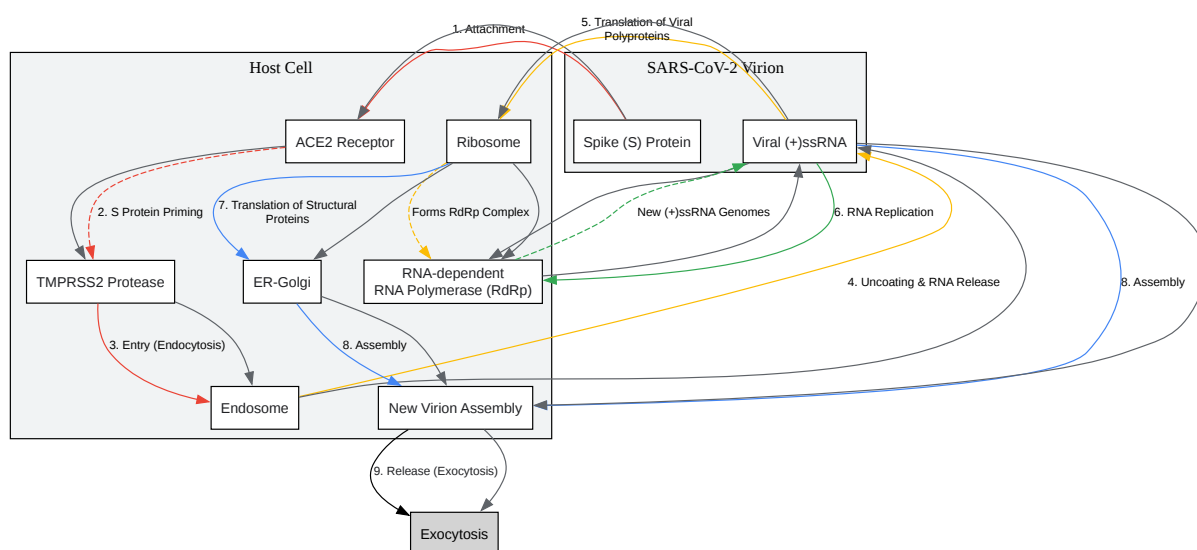 1. Attachment
5. Translation of Viral
Polyproteins
Host Cell
SARS-CoV-2 Virion
ACE2 Receptor
Ribosome
Spike (S) Protein
Viral (+)ssRNA
2. S Protein Priming
7. Translation of Structural
Proteins
Forms RdRp Complex
New (+)ssRNA Genomes
6. RNA Replication
TMPRSS2 Protease
ER-Golgi
RNA-dependent
RNA Polymerase (RdRp)
4. Uncoating & RNA Release
8. Assembly
3. Entry (Endocytosis)
8. Assembly
Endosome
New Virion Assembly
9. Release (Exocytosis)
Exocytosis